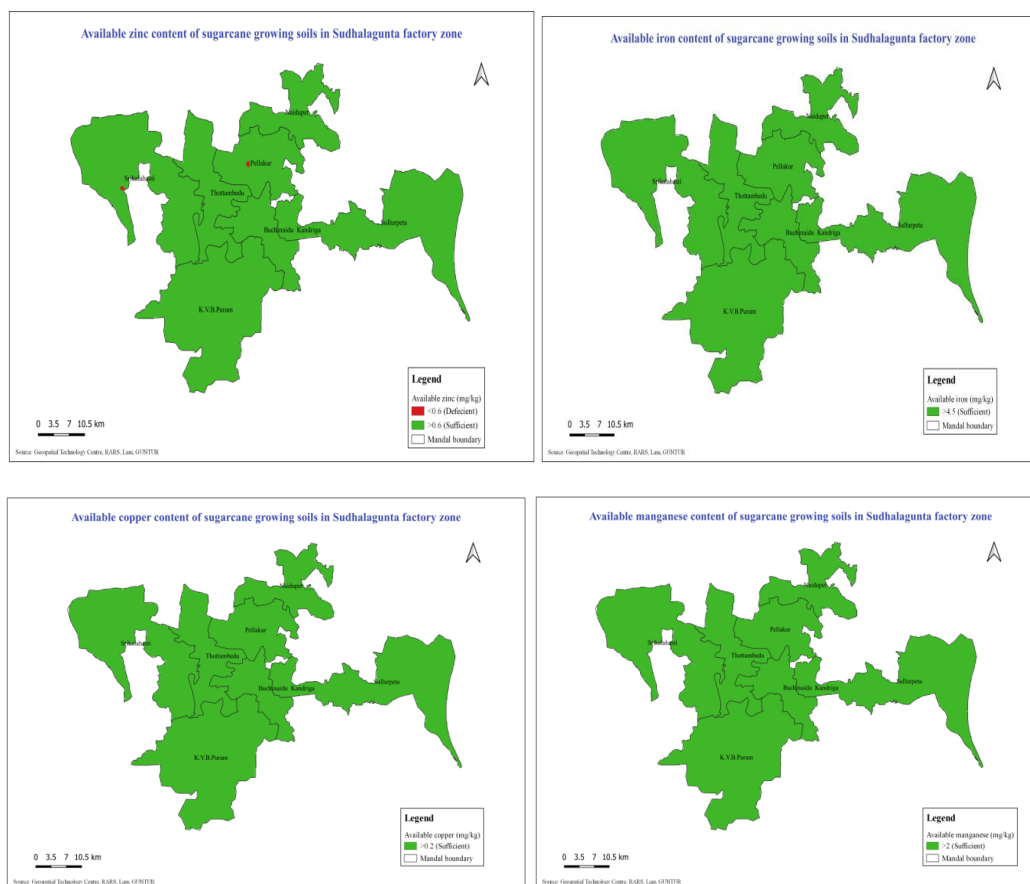 Available zinc content of sugarcane growing soils in Sudhalagunta factory zone
Naidupet
Pellakur
Srikalahasti
Thottambedu
Sullurpeta
Buchinaidu Kandriga
K.V.B.Puram
Legend
Available zinc (mg/kg)
<0.6 (Defecient)
>0.6 (Sufficient)
Mandal boundary
0 3.5 7 10.5 km
Source: Geospatial Technology Centre, RARS, Lam, GUNTUR
Available iron content of sugarcane growing soils in Sudhalagunta factory zone
Naidupet
Pellakur
Srikalahasti
Thottambedu
Sullurpeta
Buchinaidu Kandriga
K.V.B.Puram
Legend
Available iron (mg/kg)
>4.5 (Sufficient)
Mandal boundary
0 3.5 7 10.5 km
Source: Geospatial Technology Centre, RARS, Lam, GUNTUR
Available copper content of sugarcane growing soils in Sudhalagunta factory zone
Naidupet
Pellakur
Srikalahasti
Thottambedu
Sullurpeta
Buchinaidu Kandriga
K.V.B.Puram
Legend
Available copper (mg/kg)
>0.2 (Sufficient)
Mandal boundary
0 3.5 7 10.5 km
Source: Geospatial Technology Centre, RARS, Lam, GUNTUR
Available manganese content of sugarcane growing soils in Sudhalagunta factory zone
Naidupet
Pellakur
Srikalahasti
Thottambedu
Sullurpeta
Buchinaidu Kandriga
K.V.B.Puram
Legend
Available manganese (mg/kg)
>2 (Sufficient)
Mandal boundary
0 3.5 7 10.5 km
Source: Geospatial Technology Centre, RARS, Lam, GUNTUR